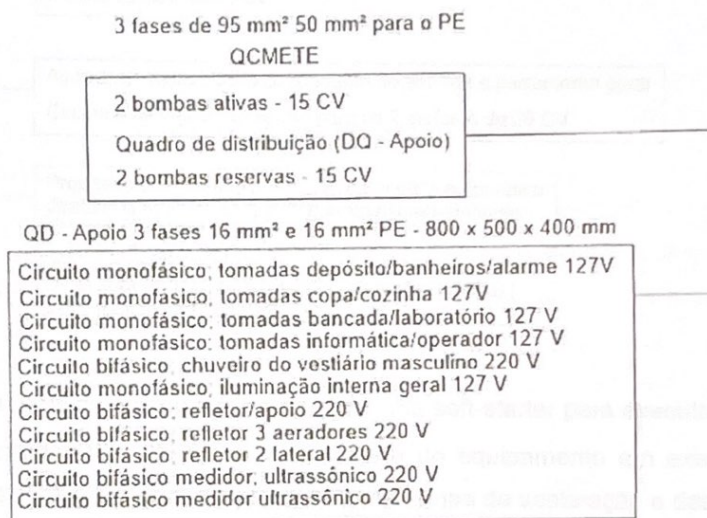 3 fases de 95 mm² 50 mm² para o PE
QCMETE
2 bombas ativas - 15 CV
Quadro de distribuição (DQ - Apoio)
2 bombas reservas - 15 CV
QD - Apoio 3 fases 16 mm² e 16 mm² PE - 800 x 500 x 400 mm
Circuito monofásico; tomadas depósito/banheiros/alarme 127V
Circuito monofásico, tomadas copa/cozinha 127V
Circuito monofásico; tomadas bancada/laboratório 127 V
Circuito monofásico; tomadas informática/operador 127 V
Circuito bifásico, chuveiro do vestiário masculino 220 V
Circuito monofásico; iluminação interna geral 127 V
Circuito bifásico; refletor/apoio 220 V
Circuito bifásico; refletor 3 aeradores 220 V
Circuito bifásico; refletor 2 lateral 220 V
Circuito bifásico medidor; ultrassônico 220 V
Circuito bifásico medidor ultrassônico 220 V